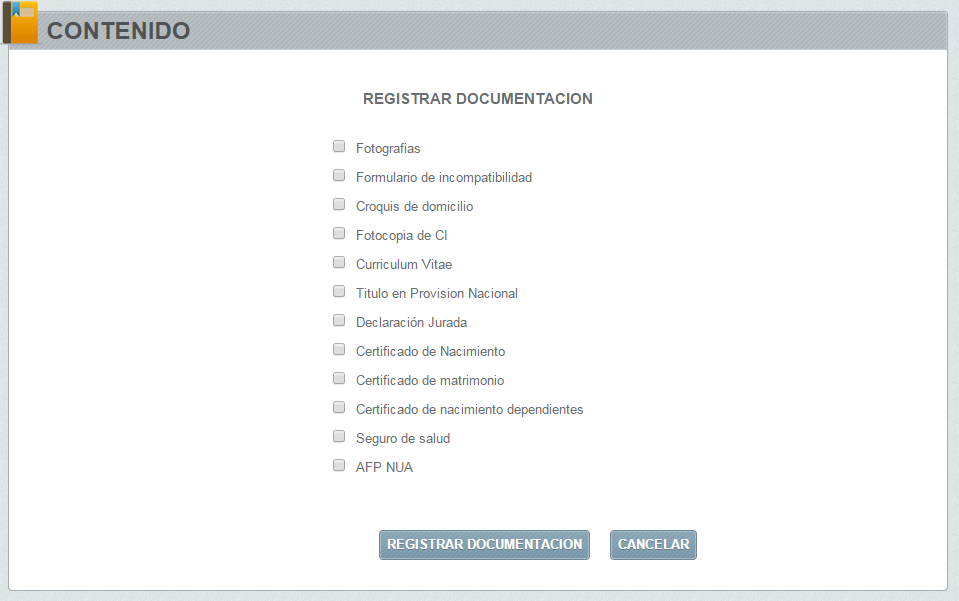 CONTENIDO
REGISTRAR DOCUMENTACION
Fotografias
Formulario de incompatibilidad
Croquis de domicilio
Fotocopia de CI
Curriculum Vitae
Titulo en Provision Nacional
Declaración Jurada
Certificado de Nacimiento
Certificado de matrimonio
Certificado de nacimiento dependientes
Seguro de salud
AFP NUA
REGISTRAR DOCUMENTACION CANCELAR